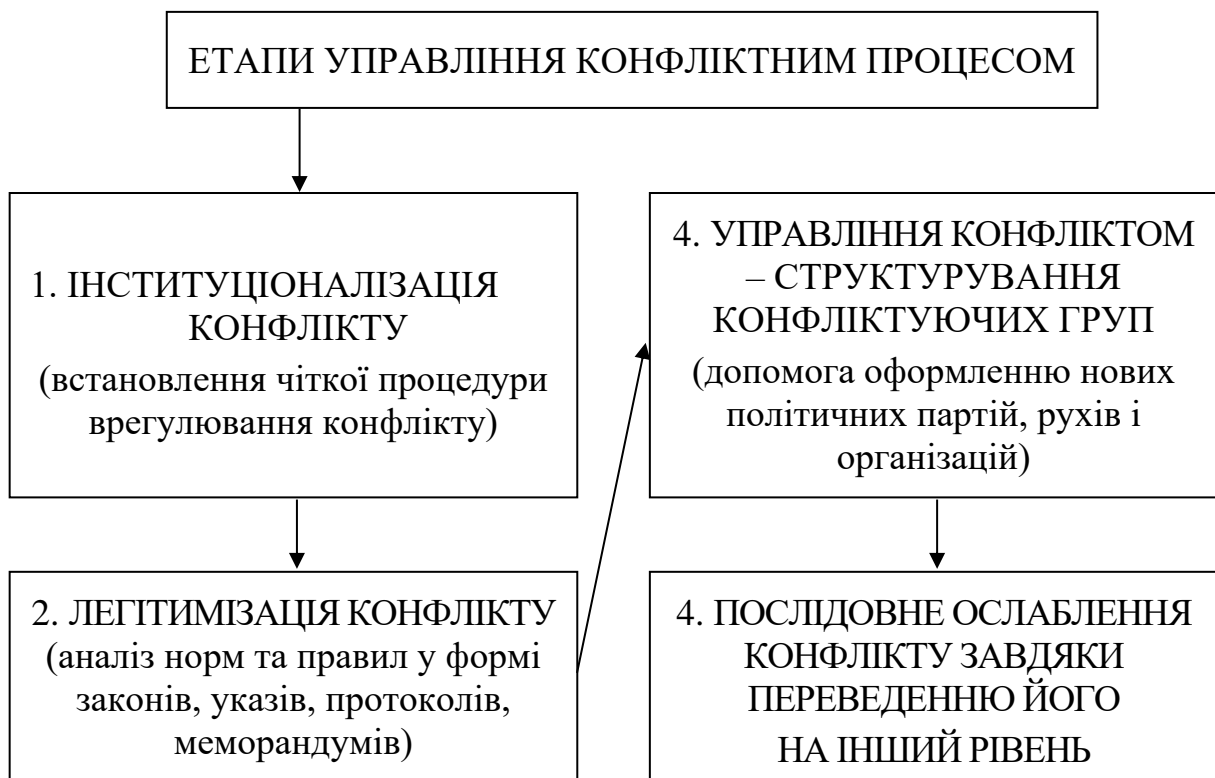 ЕТАПИ УПРАВЛІННЯ КОНФЛІКТНИМ ПРОЦЕСОМ
1. ІНСТИТУЦІОНАЛІЗАЦІЯ
КОНФЛІКТУ
(встановлення чіткої процедури
врегулювання конфлікту)
2. ЛЕГІТИМІЗАЦІЯ КОНФЛІКТУ
(аналіз норм та правил у формі
законів, указів, протоколів,
меморандумів)
4. УПРАВЛІННЯ КОНФЛІКТОМ
– СТРУКТУРУВАННЯ
КОНФЛІКТУЮЧИХ ГРУП
(допомога оформленню нових
політичних партій, рухів і
організацій)
4. ПОСЛІДОВНЕ ОСЛАБЛЕННЯ
КОНФЛІКТУ ЗАВДЯКИ
ПЕРЕВЕДЕННЮ ЙОГО
НА ІНШИЙ РІВЕНЬ